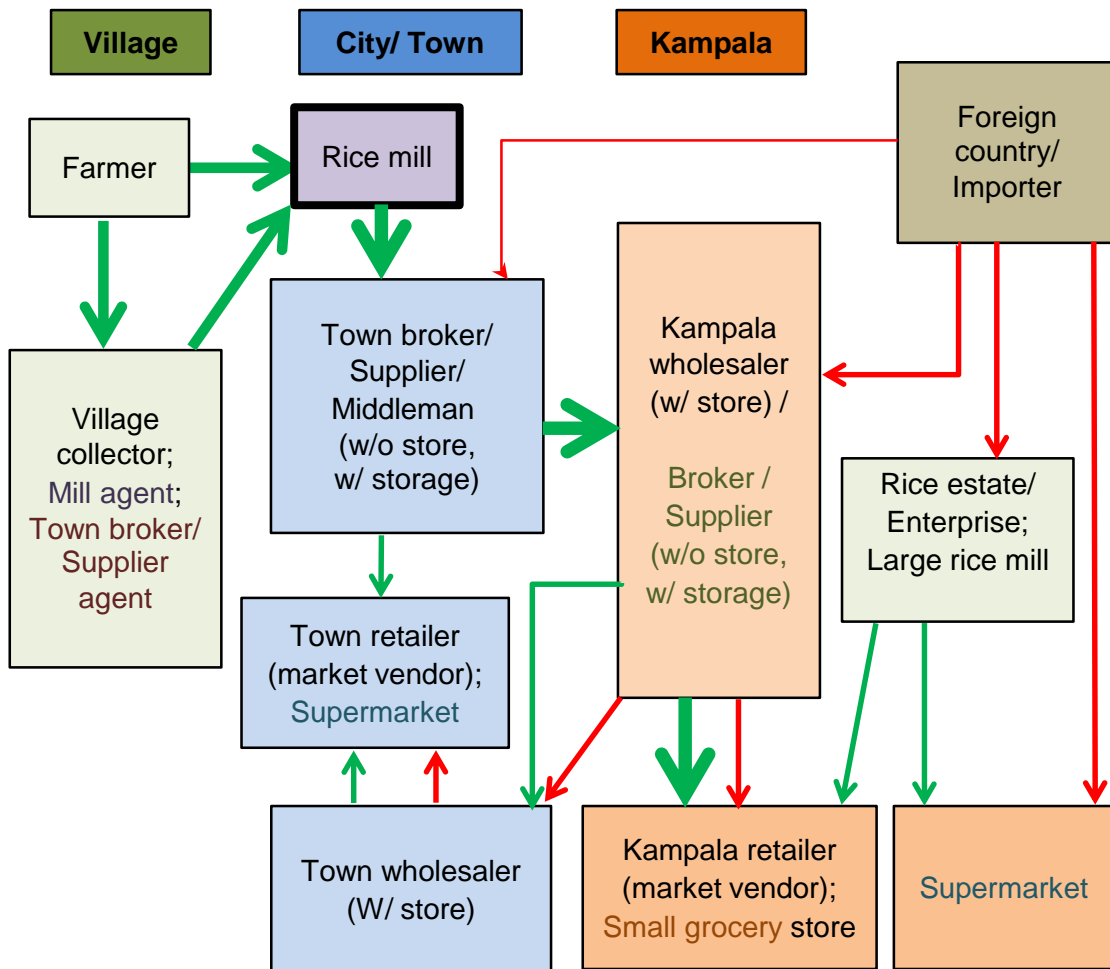 Village
City/ Town
Kampala
Farmer
Rice mill
Foreign
country/
Importer
Village
collector;
Mill agent;
Town broker/
Supplier
agent
Town broker/
Supplier/
Middleman
(w/o store,
w/ storage)
Kampala
wholesaler
(w/ store) /
Broker /
Supplier
(w/o store,
w/ storage)
Rice estate/
Enterprise;
Large rice mill
Town retailer
(market vendor);
Supermarket
Town wholesaler
(W/ store)
Kampala retailer
(market vendor);
Small grocery store
Supermarket